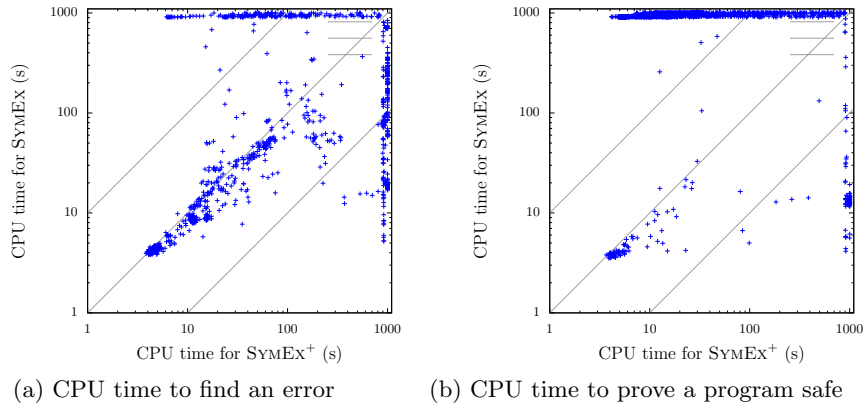 1000
100
10
1
CPU time for SYMEX (s)
1 10 100 1000
CPU time for SYMEX+ (s)
(a) CPU time to find an error
1000
100
10
1
CPU time for SYMEX (s)
1 10 100 1000
CPU time for SYMEX+ (s)
(b) CPU time to prove a program safe